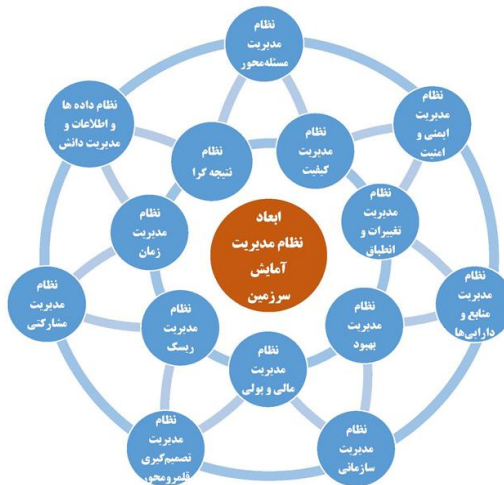 نظام
مدیریت
مسئله‌محور
نظام داده ها
و اطلاعات و
مدیریت دانش
نظام
مدیریت
ایمنی و
امنیت
نظام
نتیجه گرا
نظام
مدیریت
کیفیت
نظام
مدیریت
زمان
ابعاد
نظام مدیریت
آمایش
سرزمین
نظام
مدیریت
تغییرات و
انطباق
نظام
مدیریت
مشارکتی
نظام
مدیریت
منابع و
دارایی‌ها
نظام
مدیریت
ریسک
نظام
مدیریت
بهبود
نظام
مدیریت
مالی و پولی
نظام
مدیریت
تصمیم‌گیری
قلمرومحور
نظام
مدیریت
سازمانی